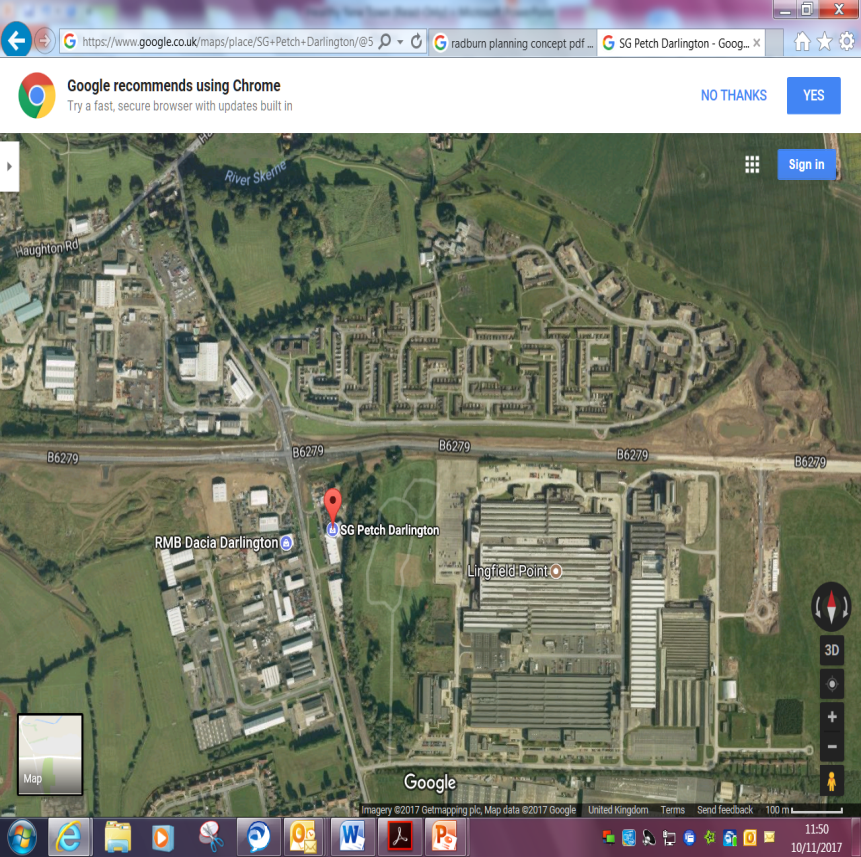 https://www.google.co.uk/maps/place/SG+Petch+Darlington/@5
radburn planning concept pdf ...
SG Petch Darlington - Goog...
Google recommends using Chrome
Try a fast, secure browser with updates built in
NO THANKS
YES
Sign in
River Skerne
Haughton Rd
B6279
B6279
B6279
B6279
B6279
SG Petch Darlington
RMB Dacia Darlington
Lingfield Point
3D
Map
Google
Imagery ©2017 Getmapping plc, Map data ©2017 Google United Kingdom Terms Send feedback 100 m
11:50
10/11/2017